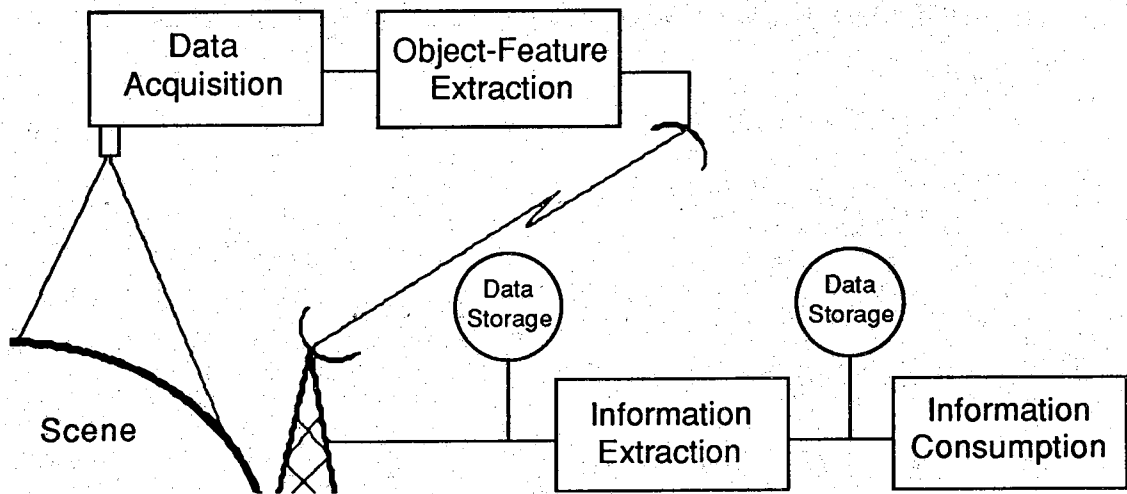 Data
Acquisition
Object-Feature
Extraction
Data
Storage
Data
Storage
Scene
Information
Extraction
Information
Consumption